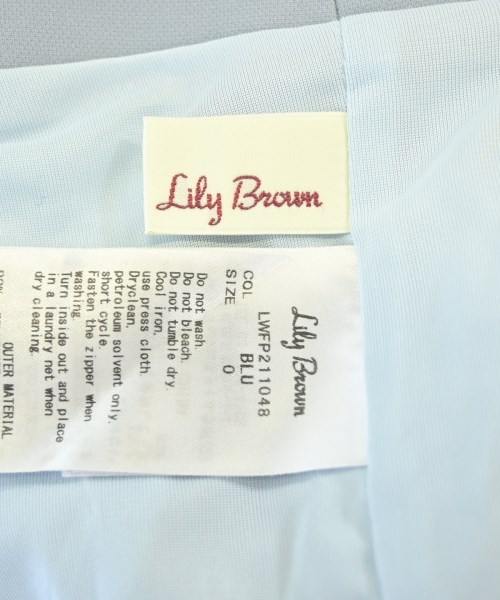 Lily Brown
Lily Brown
LWFP211048
COL BLU
SIZE 0
Do not wash.
Do not bleach.
Do not tumble dry.
Cool iron.
use press cloth.
Dryclean.
petroleum solvent only.
short cycle.
Fasten the zipper when
washing.
Turn inside out and place
in a laundry net when
dry cleaning.
OUTER MATERIAL